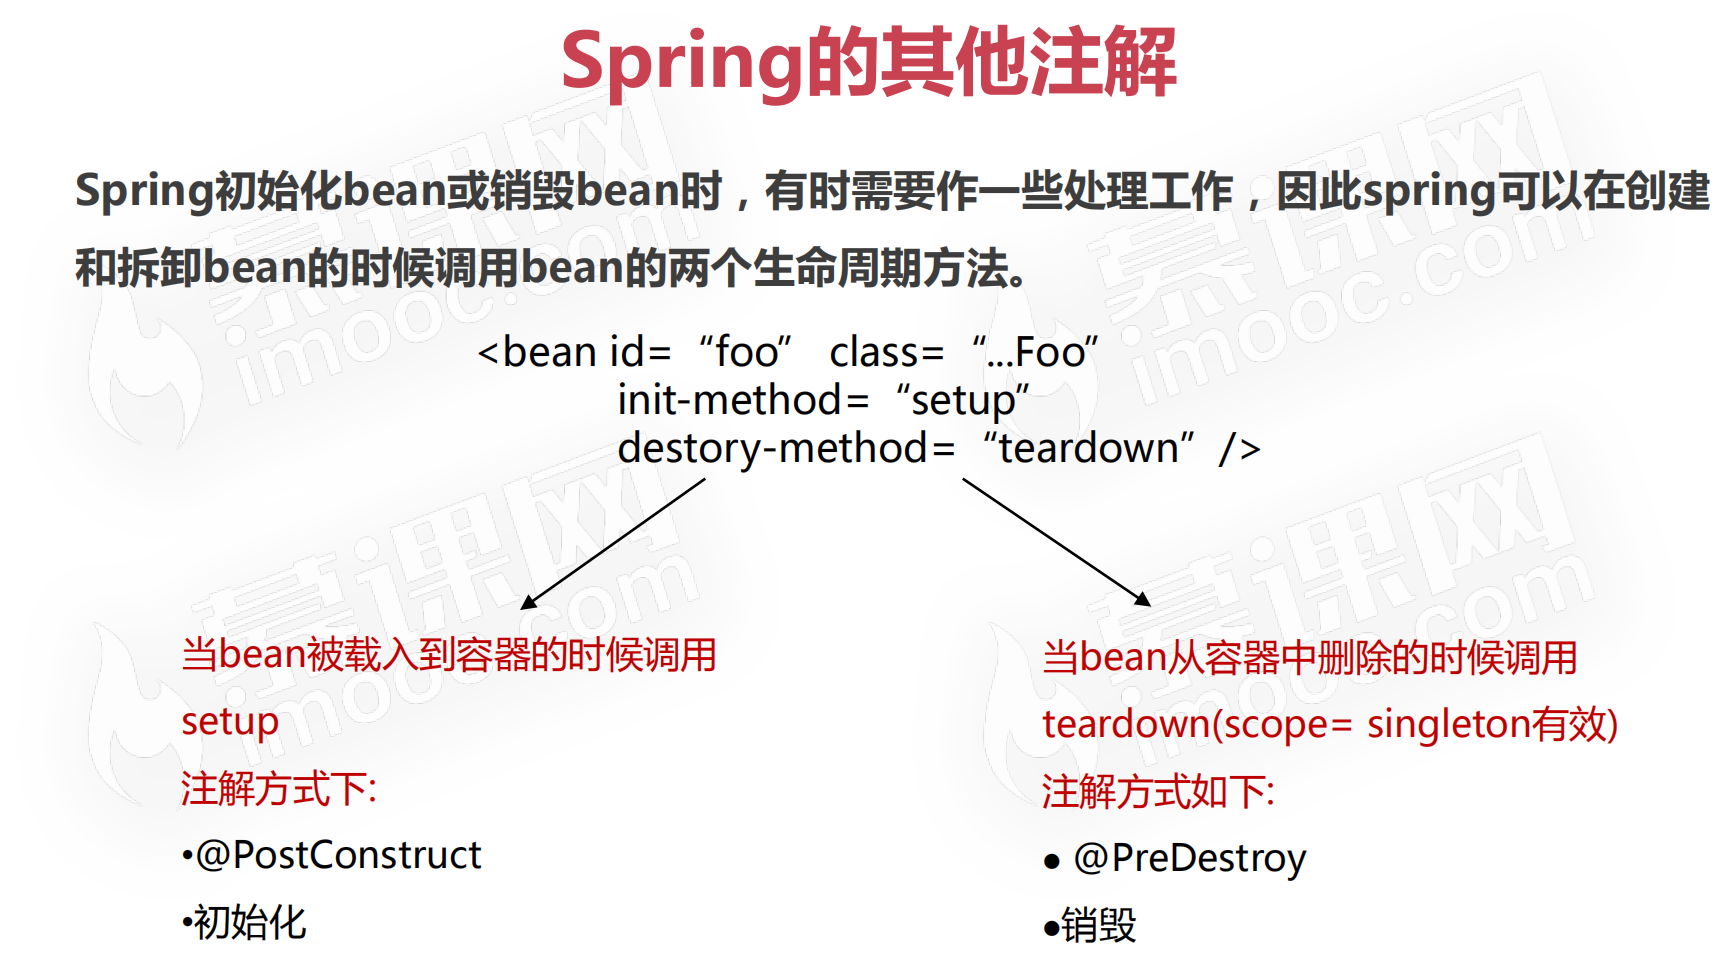 Spring的其他注解
Spring初始化bean或销毁bean时，有时需要作一些处理工作，因此spring可以在创建
和拆卸bean的时候调用bean的两个生命周期方法。
<bean id=“foo” class=“...Foo”
init-method=“setup”
destory-method=“teardown” />
当bean被载入到容器的时候调用
setup
注解方式下:
•@PostConstruct
•初始化
当bean从容器中删除的时候调用
teardown(scope= singleton有效)
注解方式如下:
● @PreDestroy
●销毁
慕课网
imooc.com
慕课网
imooc.com
慕课网
imooc.com
慕课网
imooc.com